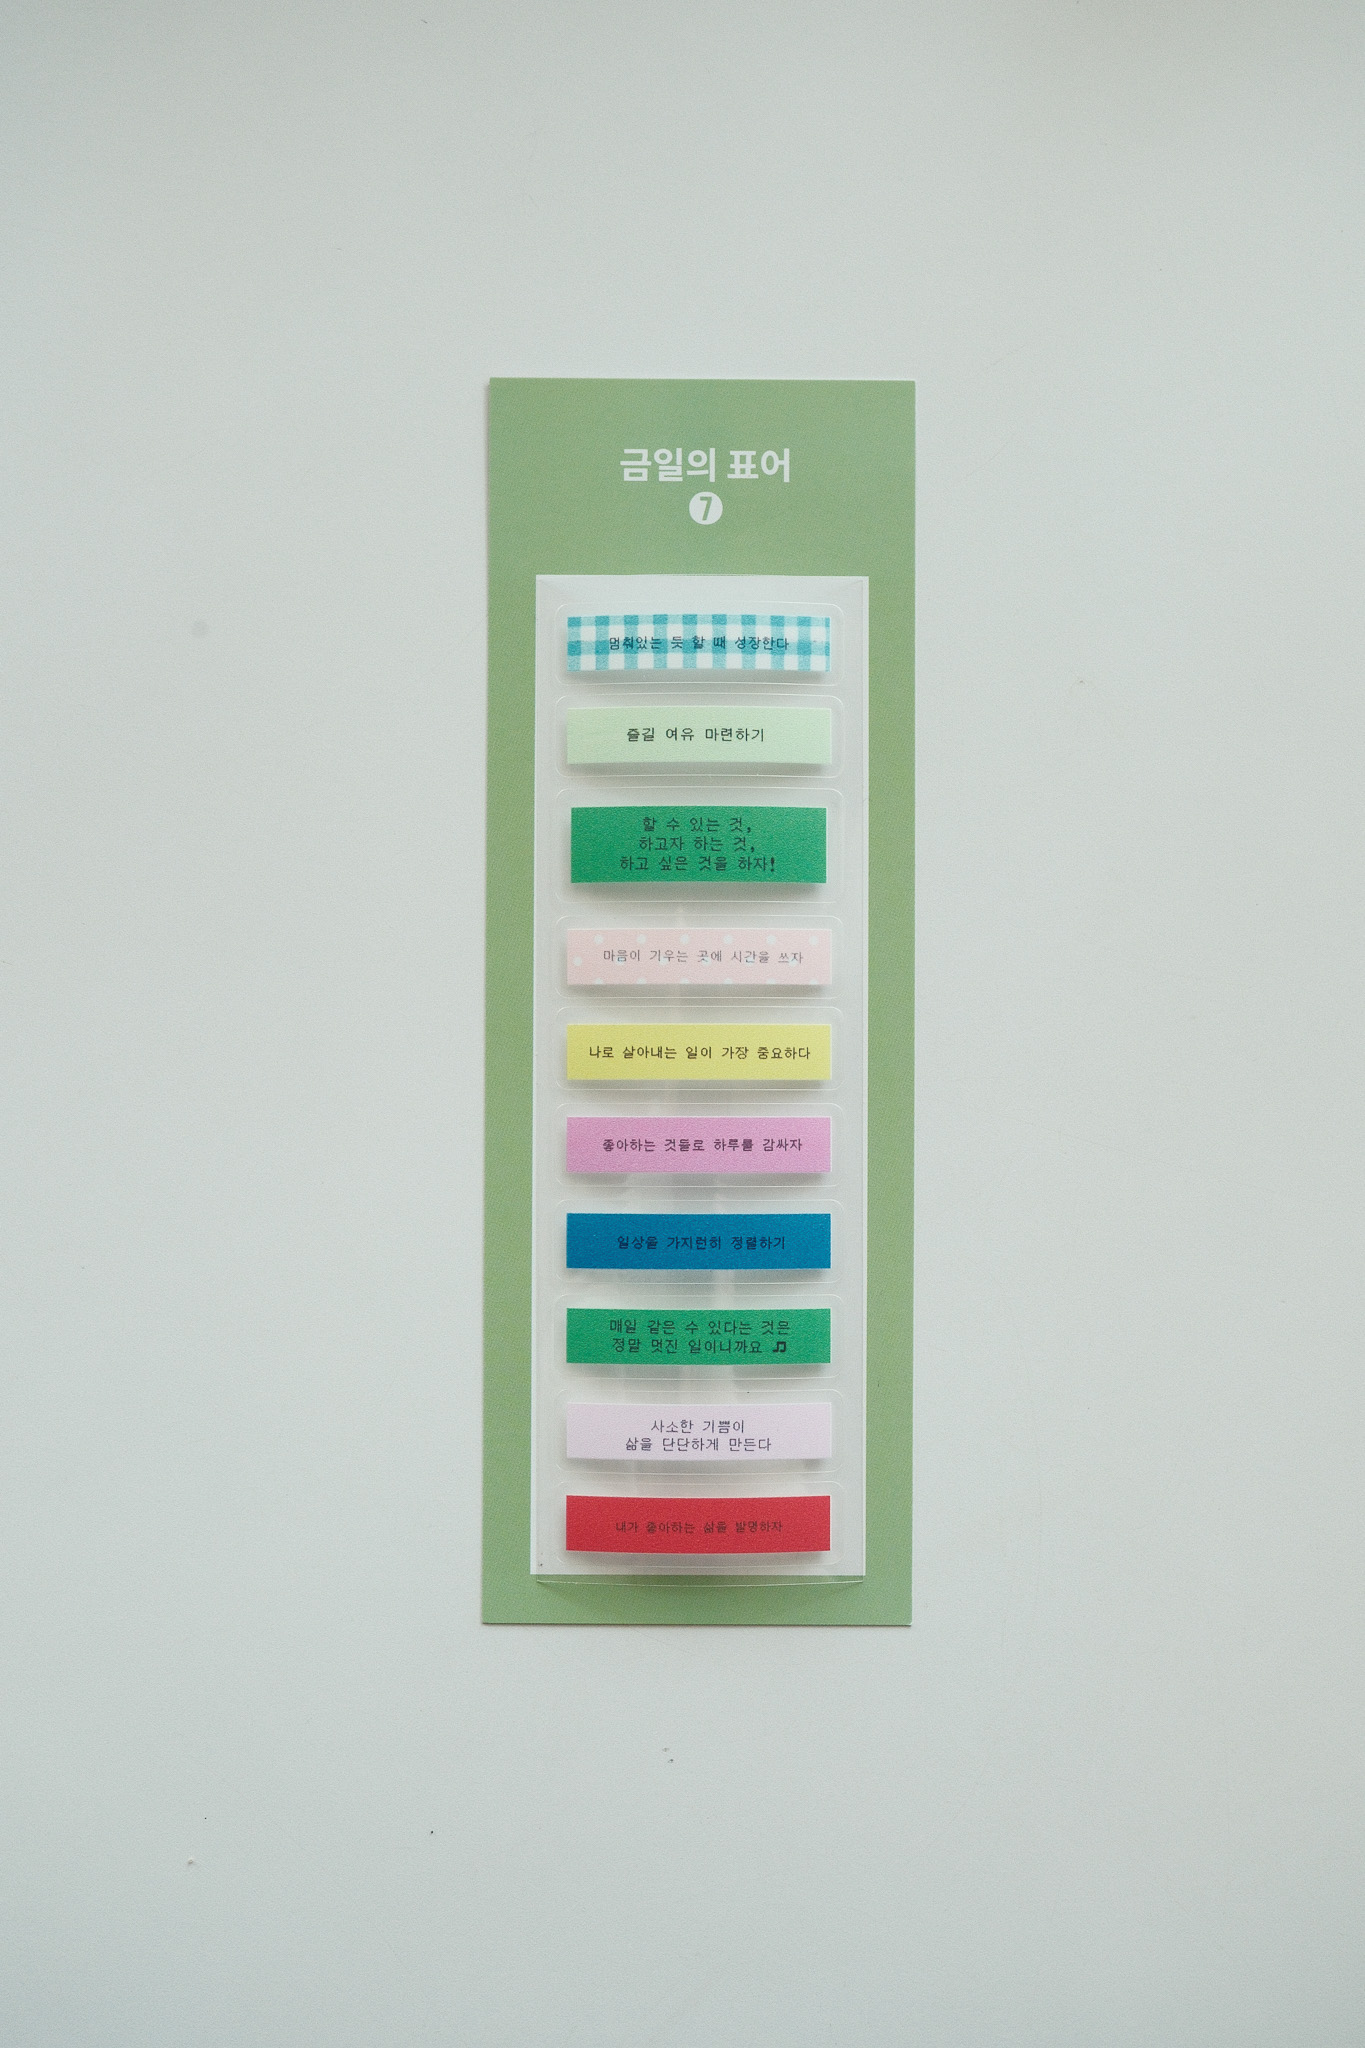 금일의 표어
7
멈춰있는 듯 할 때 성장한다
즐길 여유 마련하기
할 수 있는 것,
하고자 하는 것,
하고 싶은 것을 하자!
마음이 기우는 곳에 시간을 쓰자
나로 살아내는 일이 가장 중요하다
좋아하는 것들로 하루를 감싸자
일상을 가지런히 정렬하기
매일 같은 수 있다는 것은
정말 멋진 일이니까요 ♫
사소한 기쁨이
삶을 단단하게 만든다
내가 좋아하는 삶을 발명하자